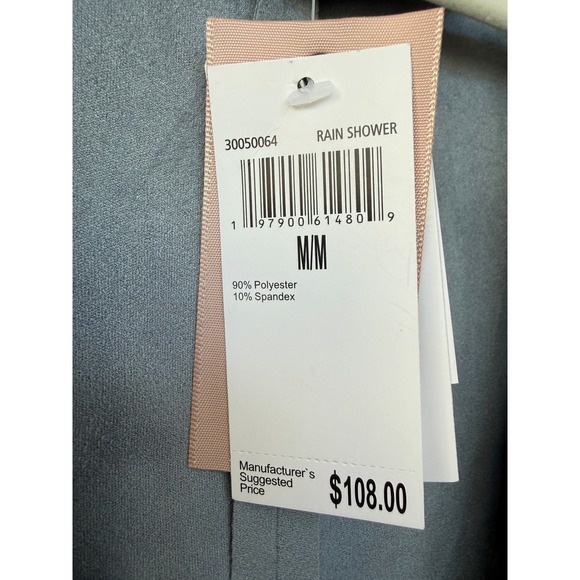 30050064 RAIN SHOWER
1 97900 61480 9
M/M
90% Polyester
10% Spandex
Manufacturer`s
Suggested
Price
$108.00